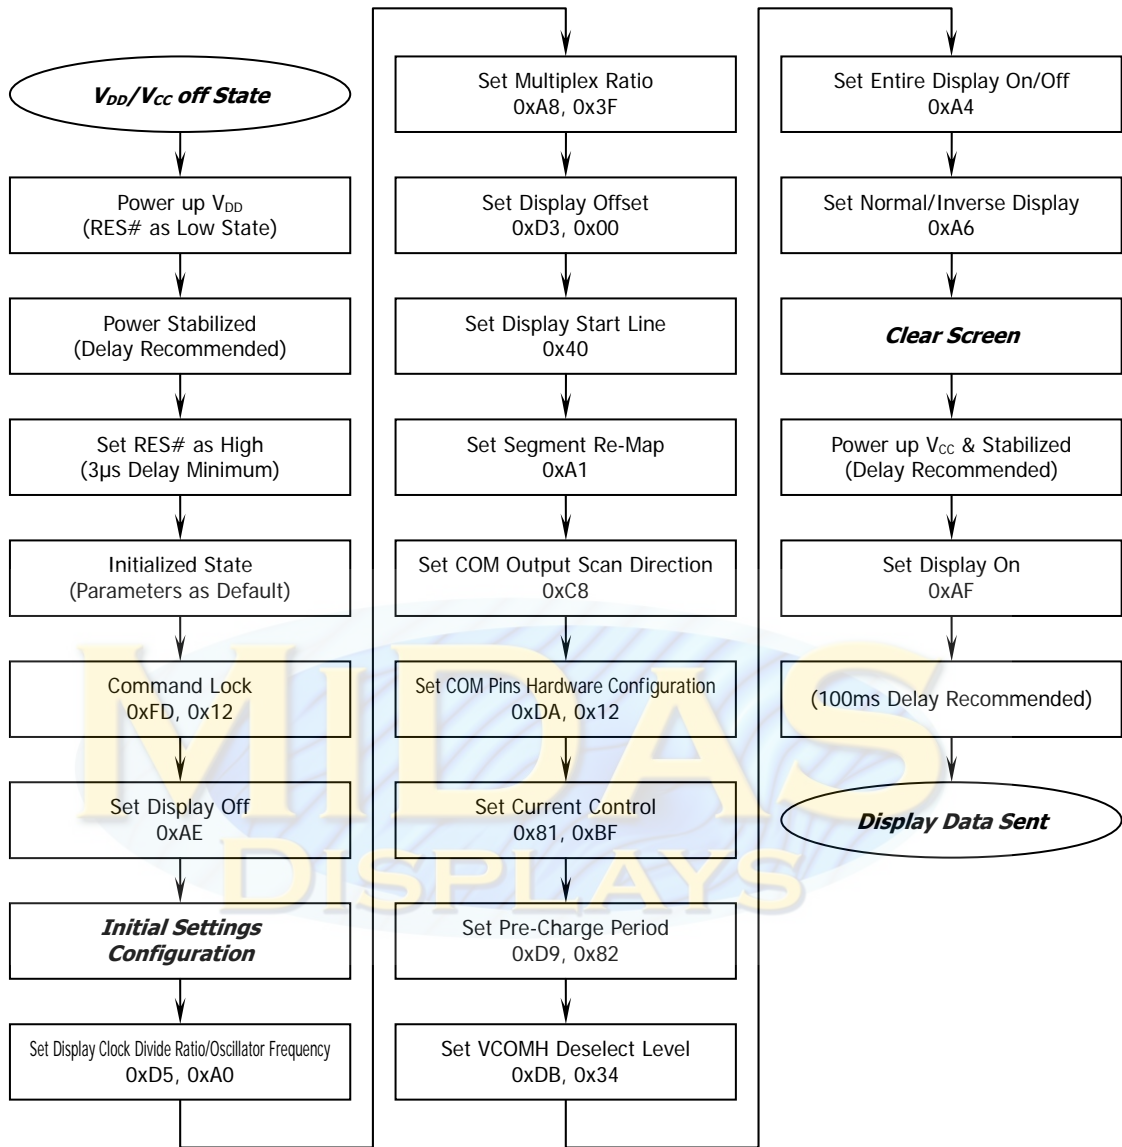 V_DD/V_CC off State
Power up V_DD
(RES# as Low State)
Power Stabilized
(Delay Recommended)
Set RES# as High
(3µs Delay Minimum)
Initialized State
(Parameters as Default)
Command Lock
0xFD, 0x12
Set Display Off
0xAE
Initial Settings
Configuration
Set Display Clock Divide Ratio/Oscillator Frequency
0xD5, 0xA0
Set Multiplex Ratio
0xA8, 0x3F
Set Display Offset
0xD3, 0x00
Set Display Start Line
0x40
Set Segment Re-Map
0xA1
Set COM Output Scan Direction
0xC8
Set COM Pins Hardware Configuration
0xDA, 0x12
Set Current Control
0x81, 0xBF
Set Pre-Charge Period
0xD9, 0x82
Set VCOMH Deselect Level
0xDB, 0x34
Set Entire Display On/Off
0xA4
Set Normal/Inverse Display
0xA6
Clear Screen
Power up V_CC & Stabilized
(Delay Recommended)
Set Display On
0xAF
(100ms Delay Recommended)
Display Data Sent
MIDAS
DISPLAYS